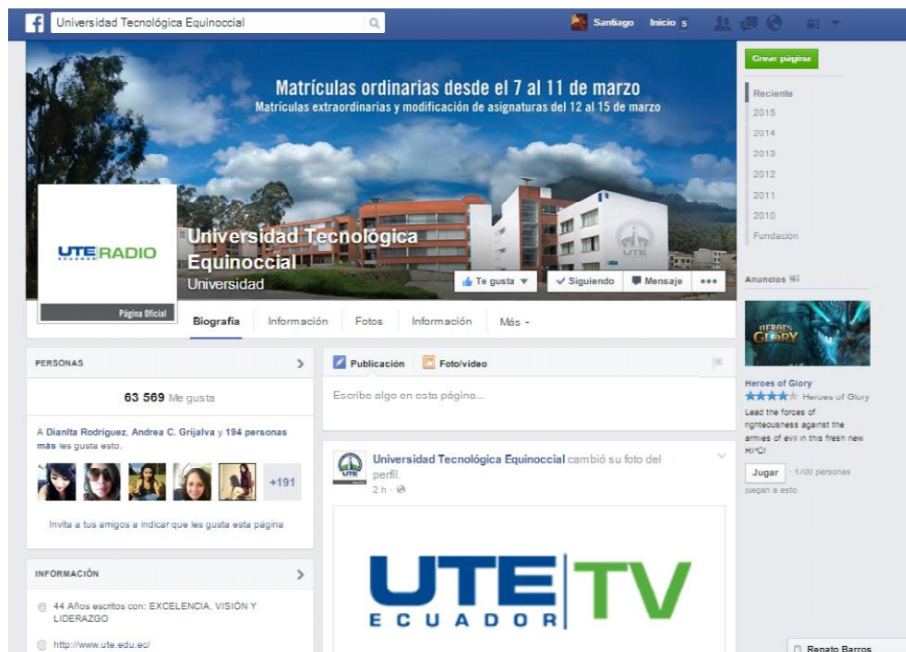 Universidad Tecnológica Equinoccial
Santiago Inicio 5
Matrículas ordinarias desde el 7 al 11 de marzo
Matrículas extraordinarias y modificación de asignaturas del 12 al 15 de marzo
UTE RADIO
ECUADOR
Página Oficial
Universidad Tecnológica
Equinoccial
Universidad
UTE
Te gusta
Siguiendo
Mensaje
Biografía Información Fotos Información Más
PERSONAS
63 569 Me gusta
A Dianita Rodriguez, Andrea C. Grijalva y 194 personas
más les gusta esto.
+191
Invita a tus amigos a indicar que les gusta esta página
INFORMACIÓN
44 Años escritos con: EXCELENCIA, VISIÓN Y
LIDERAZGO
http://www.ute.edu.ec/
Publicación Foto/video
Escribe algo en esta página...
UTE
Universidad Tecnológica Equinoccial cambió su foto del
perfil.
2 h
UTE TV
ECUADOR
Crear página
Reciente
2015
2014
2013
2012
2011
2010
Fundación
Anuncios
HEROES
GLORY
Heroes of Glory
Heroes of Glory
Lead the forces of
righteousness against the
armies of evil in this fresh new
RPG!
Jugar · 4700 personas
juegan a esto
Renato Barros